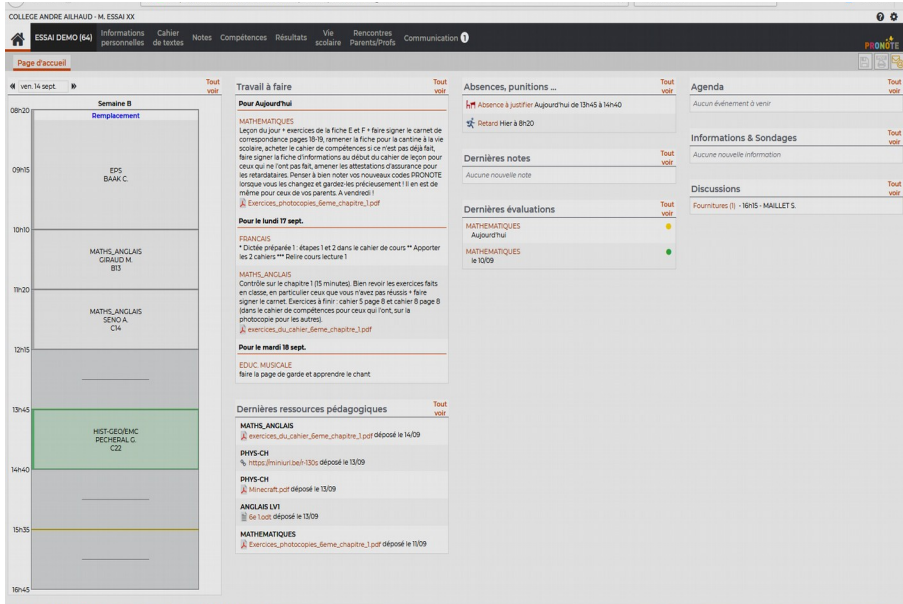 COLLEGE ANDRE AILHAUD - M. ESSAI XX
ESSAI DEMO (64)
Informations personnelles
Cahier de textes
Notes
Compétences
Résultats
Vie scolaire
Rencontres Parents/Profs
Communication 1
PRONOTE
Page d'accueil
ven. 14 sept.
Tout voir
Semaine B
08h20
Remplacement
09h15
EPS
BAAK C.
10h10
MATHS_ANGLAIS
GIRAUD M.
B13
11h20
MATHS_ANGLAIS
SENO A.
C14
12h15
13h45
HIST-GEO/EMC
PECHERAL G.
C22
14h40
15h35
16h45
Travail à faire
Tout voir
Pour Aujourd'hui
MATHEMATIQUES
Leçon du jour + exercices de la fiche E et F + faire signer le carnet de
correspondance pages 18-19, ramener la fiche pour la cantine à la vie
scolaire, acheter le cahier de compétences si ce n'est pas déjà fait,
faire signer la fiche d'informations au début du cahier de leçon pour
ceux qui ne l'ont pas fait, amener les attestations d'assurance pour
les retardataires. Penser à bien noter vos nouveaux codes PRONOTE
lorsque vous les changez et gardez-les précieusement ! Il en est de
même pour ceux de vos parents. A vendredi !
Exercices_photocopies_6eme_chapitre_1.pdf
Pour le lundi 17 sept.
FRANCAIS
* Dictée préparée 1 : étapes 1 et 2 dans le cahier de cours ** Apporter
les 2 cahiers *** Relire cours lecture 1
MATHS_ANGLAIS
Contrôle sur le chapitre 1 (15 minutes). Bien revoir les exercices faits
en classe, en particulier ceux que vous n'avez pas réussis + faire
signer le carnet. Exercices à finir : cahier 5 page 8 et cahier 8 page 8
(dans le cahier de compétences pour ceux qui l'ont, sur la
photocopie pour les autres).
exercices_du_cahier_6eme_chapitre_1.pdf
Pour le mardi 18 sept.
EDUC. MUSICALE
faire la page de garde et apprendre le chant
Dernières ressources pédagogiques
Tout voir
MATHS_ANGLAIS
exercices_du_cahier_6eme_chapitre_1.pdf déposé le 14/09
PHYS-CH
https://miniurl.be/r-130s déposé le 13/09
PHYS-CH
Minecraft.pdf déposé le 13/09
ANGLAIS LV1
6e 1.odt déposé le 13/09
MATHEMATIQUES
Exercices_photocopies_6eme_chapitre_1.pdf déposé le 11/09
Absences, punitions ...
Tout voir
Absence à justifier Aujourd'hui de 13h45 à 14h40
Retard Hier à 8h20
Dernières notes
Tout voir
Aucune nouvelle note
Dernières évaluations
Tout voir
MATHEMATIQUES
Aujourd'hui
MATHEMATIQUES
le 10/09
Agenda
Tout voir
Aucun événement à venir
Informations & Sondages
Tout voir
Aucune nouvelle information
Discussions
Tout voir
Fournitures (1) - 16h15 - MAILLET S.